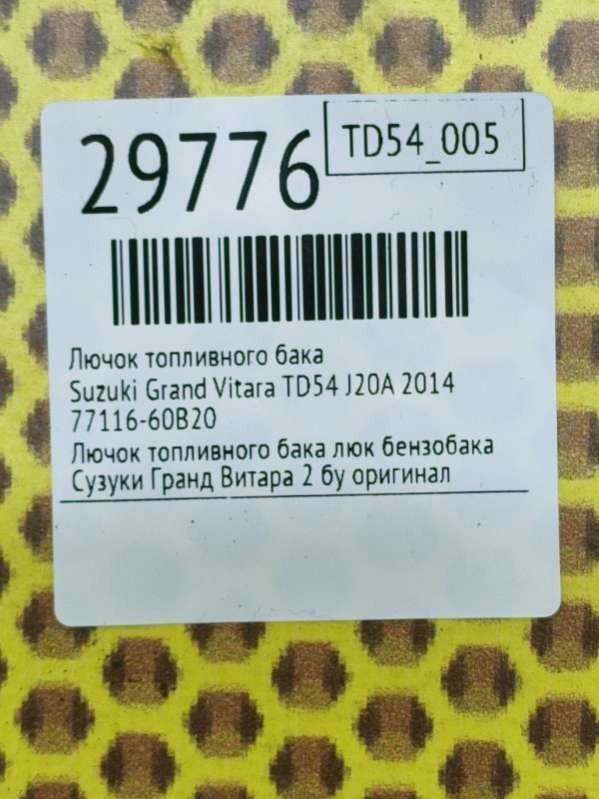 29776
TD54_005
Лючок топливного бака
Suzuki Grand Vitara TD54 J20A 2014
77116-60B20
Лючок топливного бака люк бензобака
Сузуки Гранд Витара 2 бу оригинал